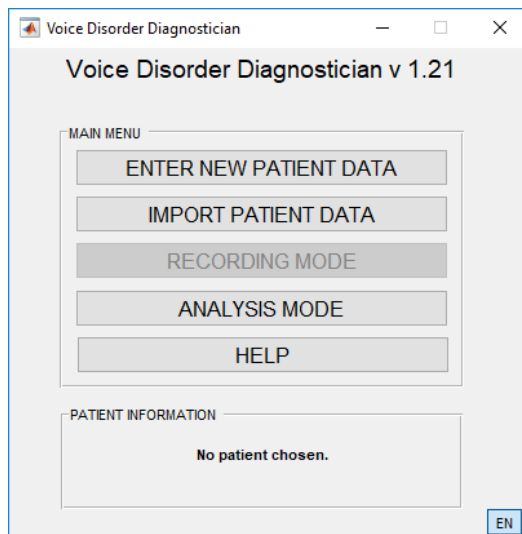 Voice Disorder Diagnostician
Voice Disorder Diagnostician v 1.21
MAIN MENU
ENTER NEW PATIENT DATA
IMPORT PATIENT DATA
RECORDING MODE
ANALYSIS MODE
HELP
PATIENT INFORMATION
No patient chosen.
EN